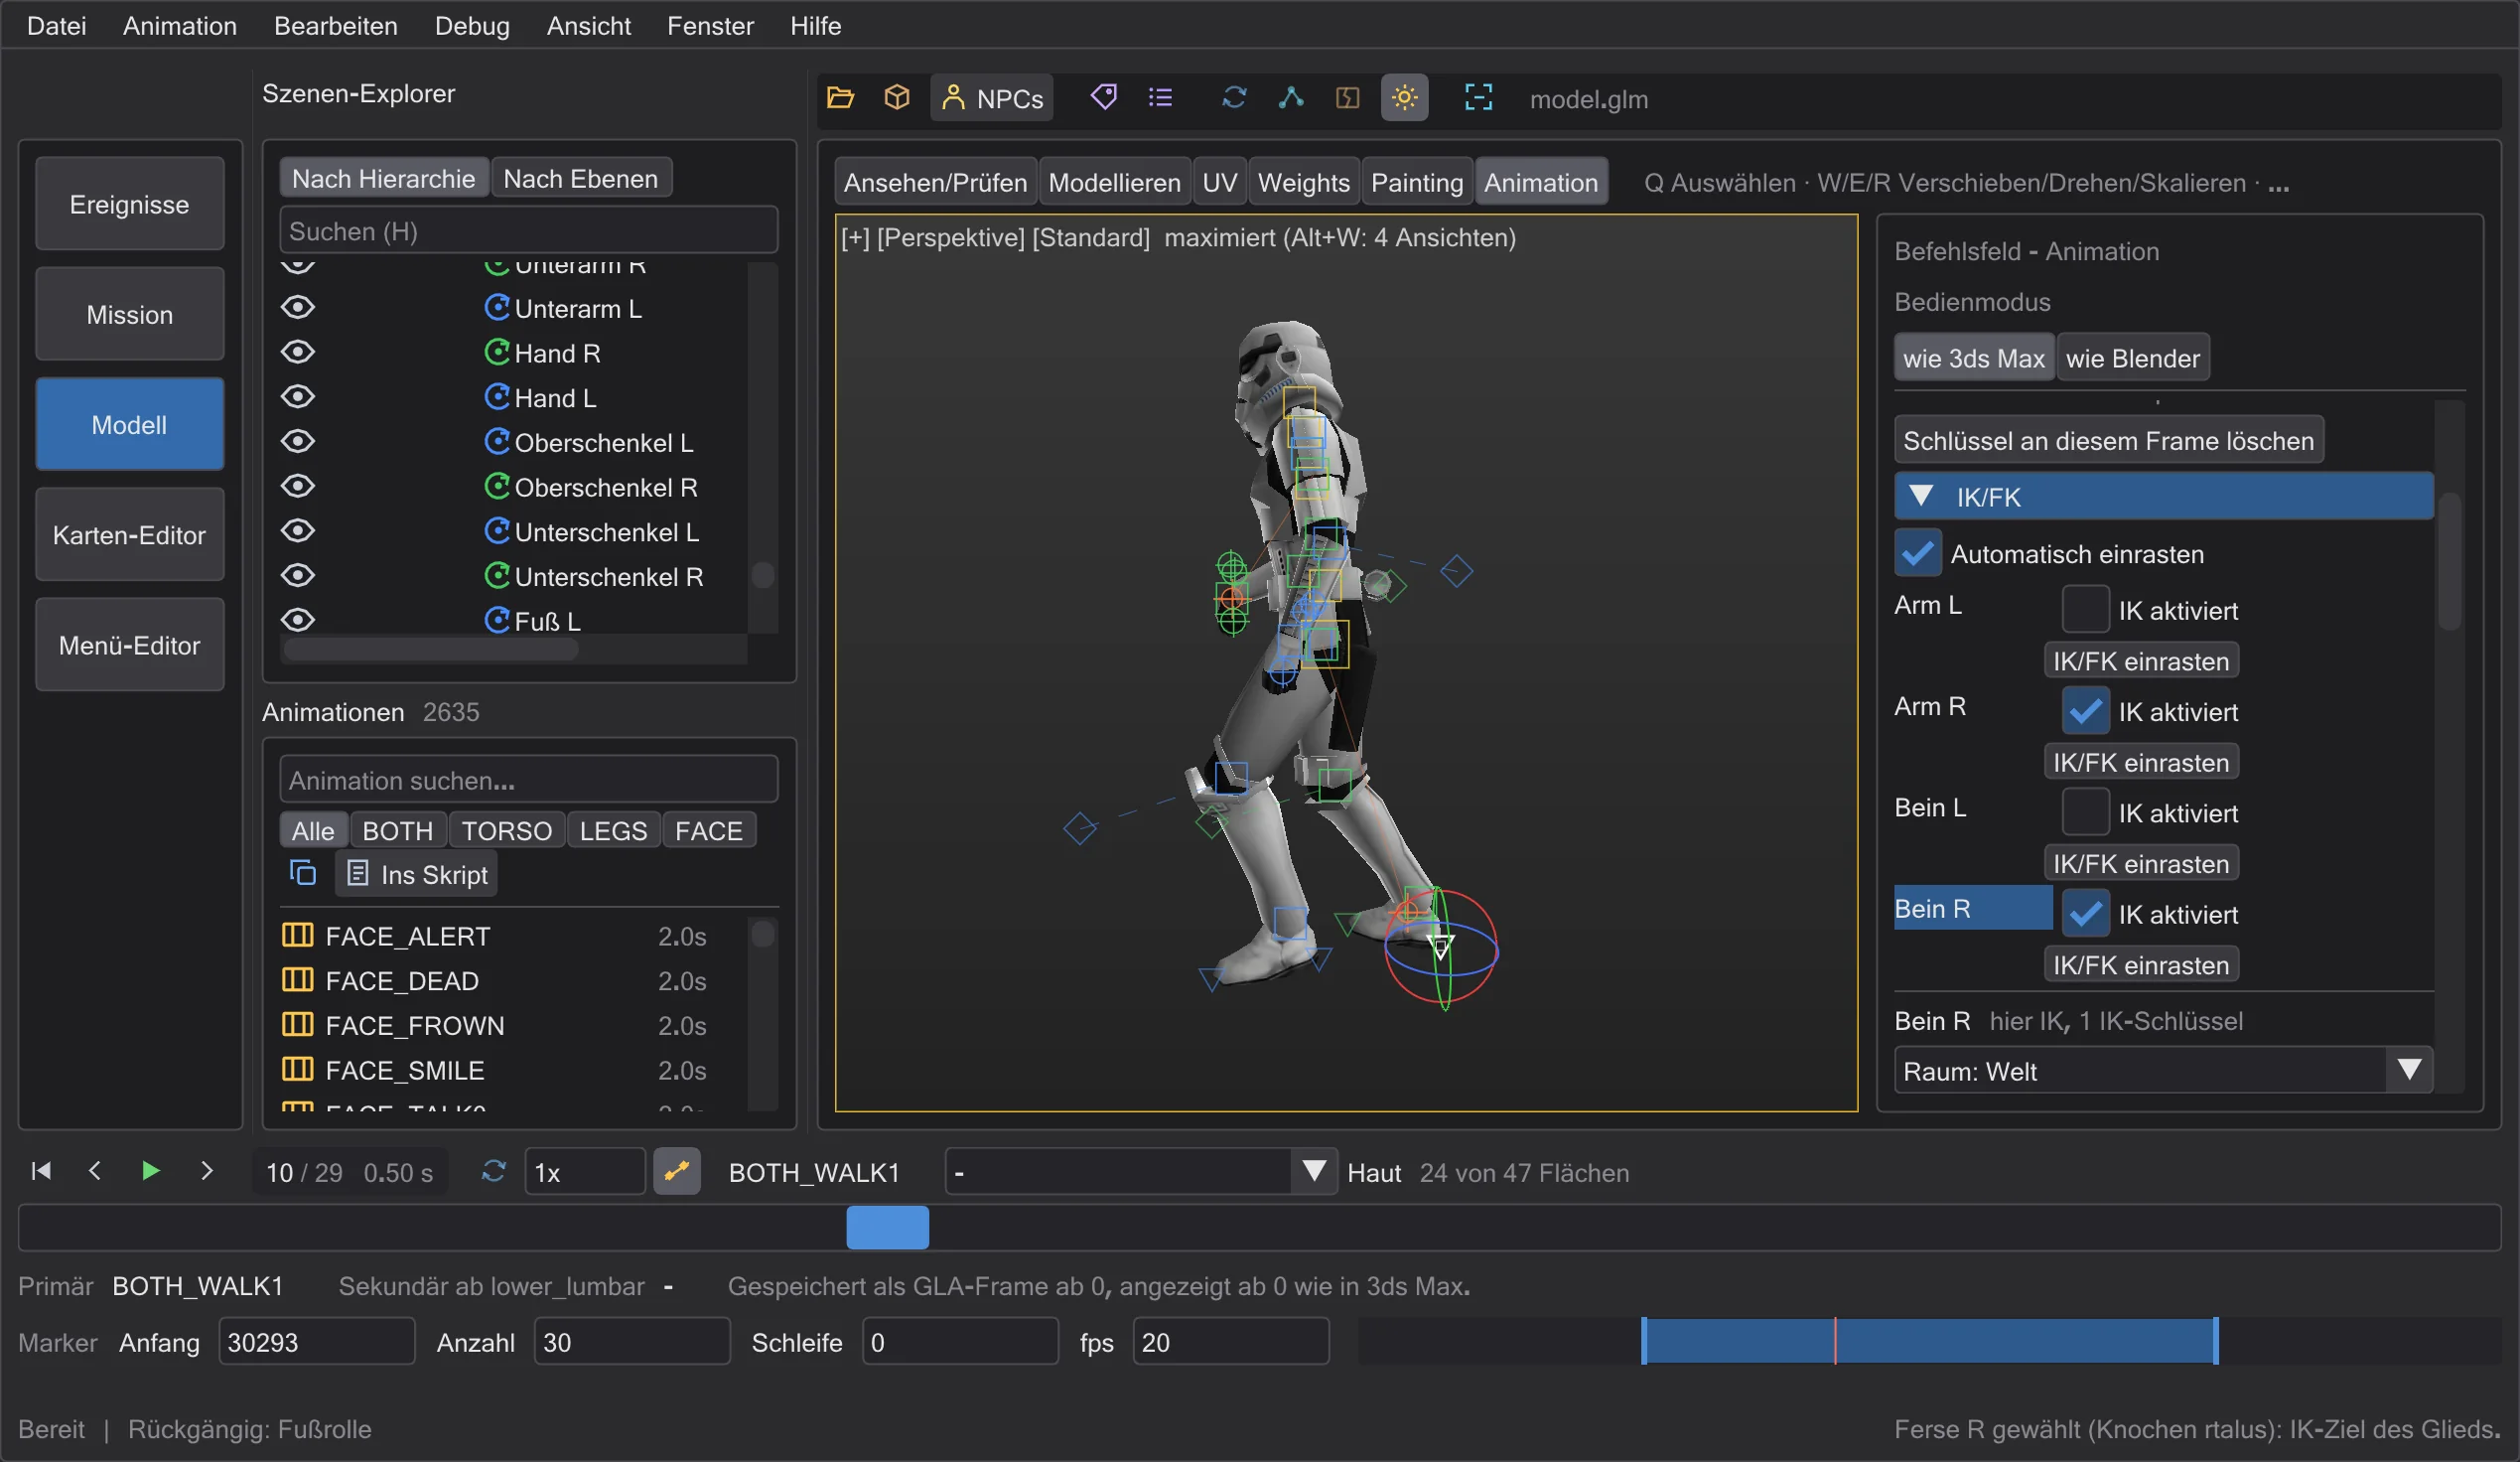 Datei Animation Bearbeiten Debug Ansicht Fenster Hilfe
Szenen-Explorer
NPCs
model.glm
Ereignisse
Mission
Modell
Karten-Editor
Menü-Editor
Nach Hierarchie Nach Ebenen
Suchen (H)
Unterarm R
Unterarm L
Hand R
Hand L
Oberschenkel L
Oberschenkel R
Unterschenkel L
Unterschenkel R
Fuß L
Animationen 2635
Animation suchen...
Alle BOTH TORSO LEGS FACE
Ins Skript
FACE_ALERT 2.0s
FACE_DEAD 2.0s
FACE_FROWN 2.0s
FACE_SMILE 2.0s
Ansehen/Prüfen Modellieren UV Weights Painting Animation Q Auswählen · W/E/R Verschieben/Drehen/Skalieren · ...
[+] [Perspektive] [Standard] maximiert (Alt+W: 4 Ansichten)
Befehlsfeld - Animation
Bedienmodus
wie 3ds Max wie Blender
Schlüssel an diesem Frame löschen
IK/FK
Automatisch einrasten
Arm L IK aktiviert
IK/FK einrasten
Arm R IK aktiviert
IK/FK einrasten
Bein L IK aktiviert
IK/FK einrasten
Bein R IK aktiviert
IK/FK einrasten
Bein R hier IK, 1 IK-Schlüssel
Raum: Welt
10 / 29 0.50 s 1x BOTH_WALK1 - Haut 24 von 47 Flächen
Primär BOTH_WALK1 Sekundär ab lower_lumbar - Gespeichert als GLA-Frame ab 0, angezeigt ab 0 wie in 3ds Max.
Marker Anfang 30293 Anzahl 30 Schleife 0 fps 20
Bereit | Rückgängig: Fußrolle
Ferse R gewählt (Knochen rtalus): IK-Ziel des Glieds.